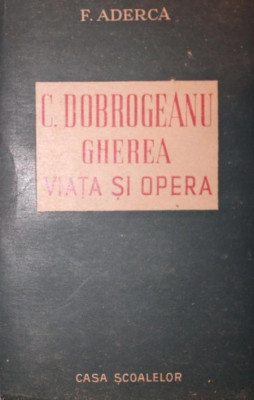 F. ADERCA
C. DOBROGEANU
GHEREA
VIAȚA ȘI OPERA
CASA ȘCOALELOR